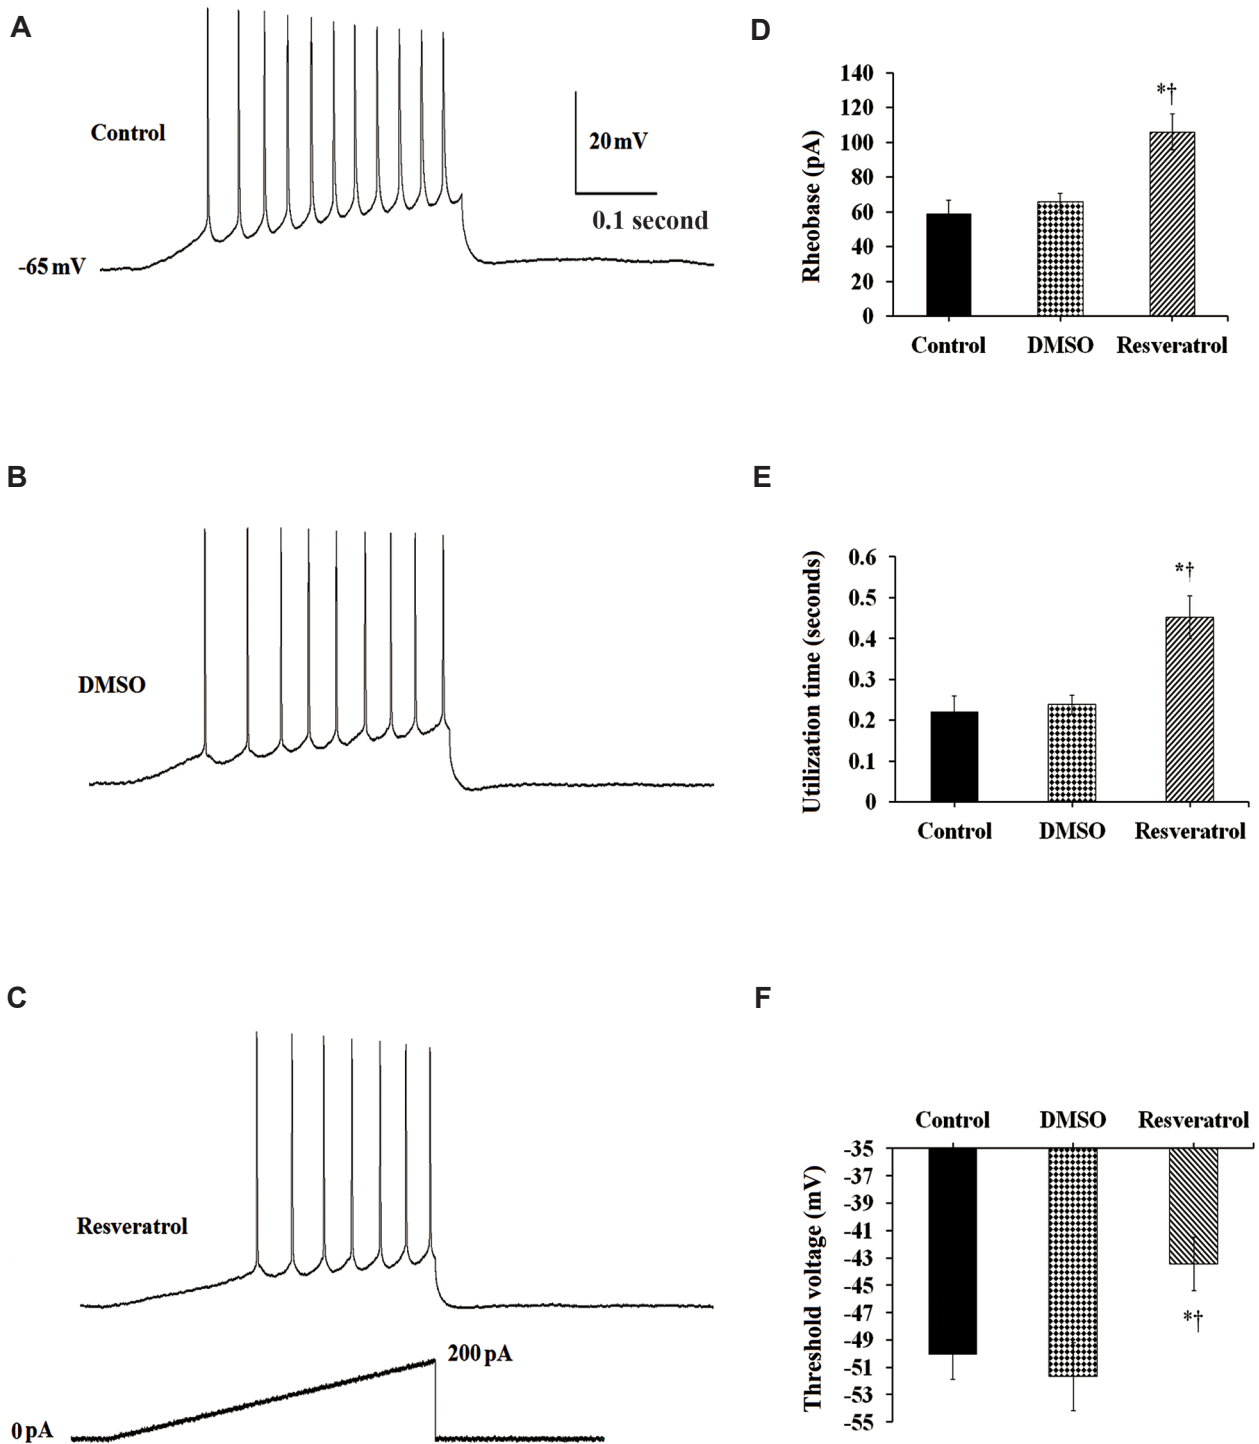 A
Control
20 mV
0.1 second
-65 mV
B
DMSO
C
Resveratrol
200 pA
0 pA
D
Rheobase (pA)
140
120
100
80
60
40
20
0
*†
Control DMSO Resveratrol
E
Utilization time (seconds)
0.6
0.5
0.4
0.3
0.2
0.1
0
*†
Control DMSO Resveratrol
F
Control DMSO Resveratrol
Threshold voltage (mV)
-35
-37
-39
-41
-43
-45
-47
-49
-51
-53
-55
*†